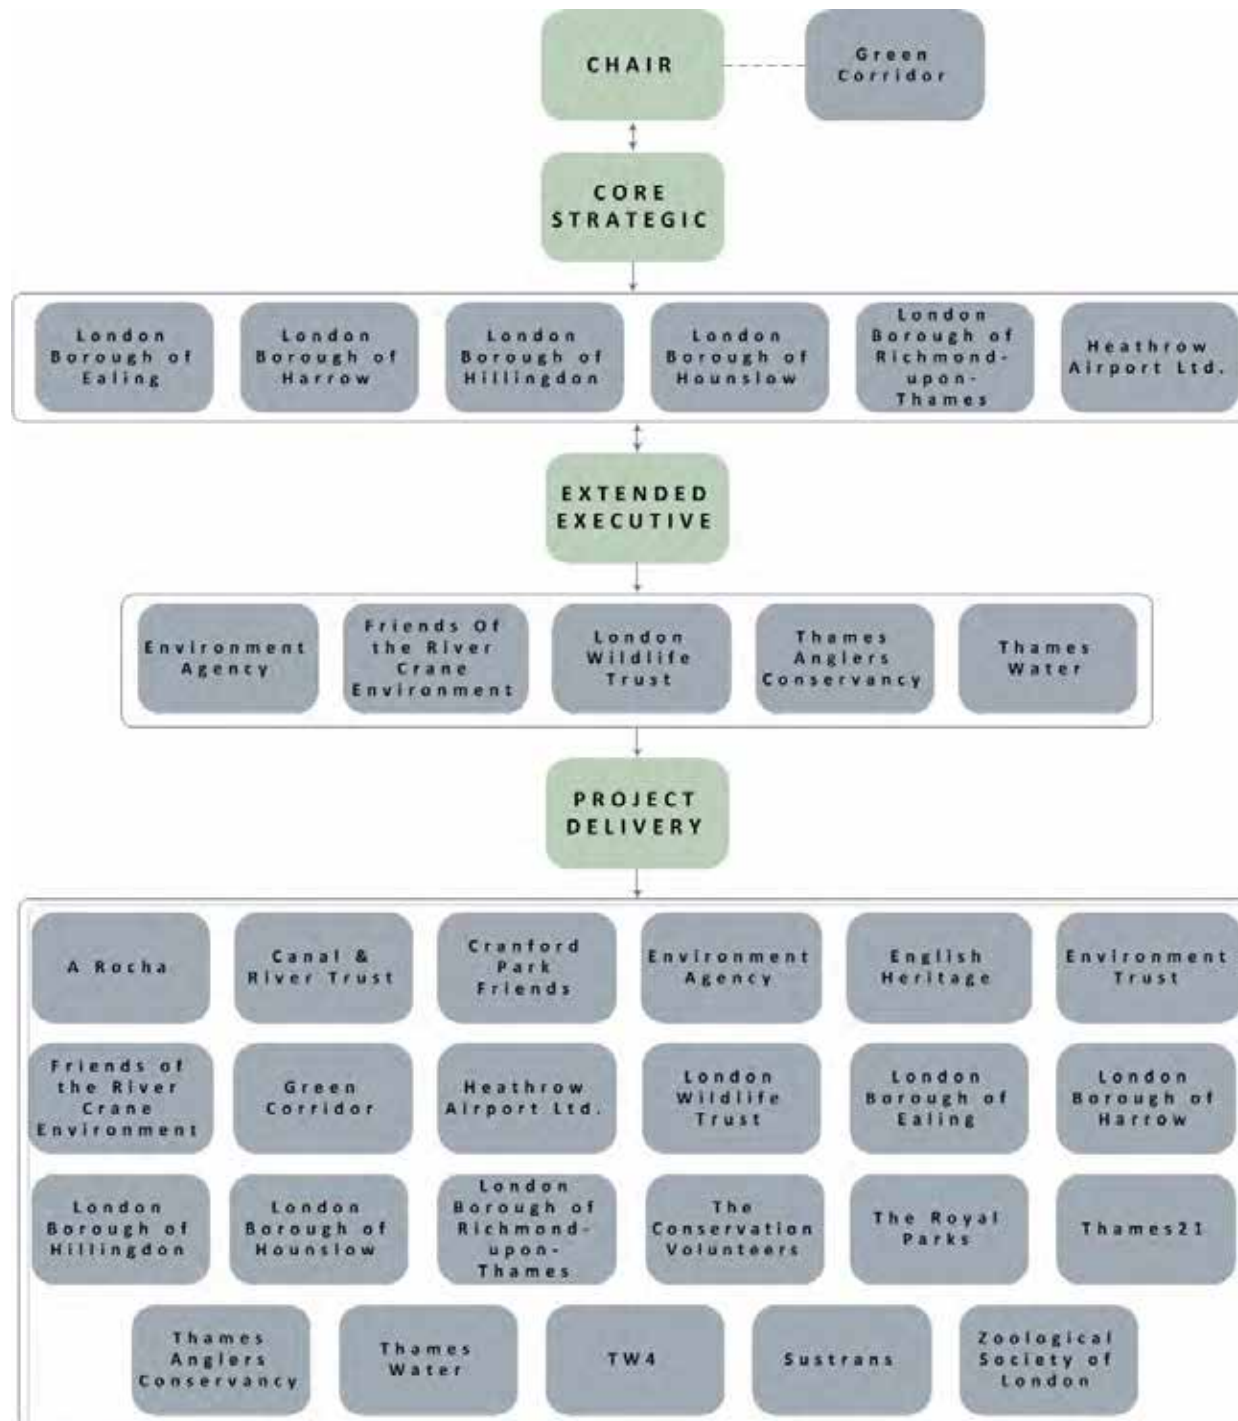 CHAIR
Green
Corridor
CORE
STRATEGIC
London
Borough of
Ealing
London
Borough of
Harrow
London
Borough of
Hillingdon
London
Borough of
Hounslow
London
Borough of
Richmond-
upon-
Thames
Heathrow
Airport Ltd.
EXTENDED
EXECUTIVE
Environment
Agency
Friends Of
the River
Crane
Environment
London
Wildlife
Trust
Thames
Anglers
Conservancy
Thames
Water
PROJECT
DELIVERY
A Rocha
Canal &
River Trust
Cranford
Park
Friends
Environment
Agency
English
Heritage
Environment
Trust
Friends of
the River
Crane
Environment
Green
Corridor
Heathrow
Airport Ltd.
London
Wildlife
Trust
London
Borough of
Ealing
London
Borough of
Harrow
London
Borough of
Hillingdon
London
Borough of
Hounslow
London
Borough of
Richmond-
upon-
Thames
The
Conservation
Volunteers
The Royal
Parks
Thames21
Thames
Anglers
Conservancy
Thames
Water
TW4
Sustrans
Zoological
Society of
London